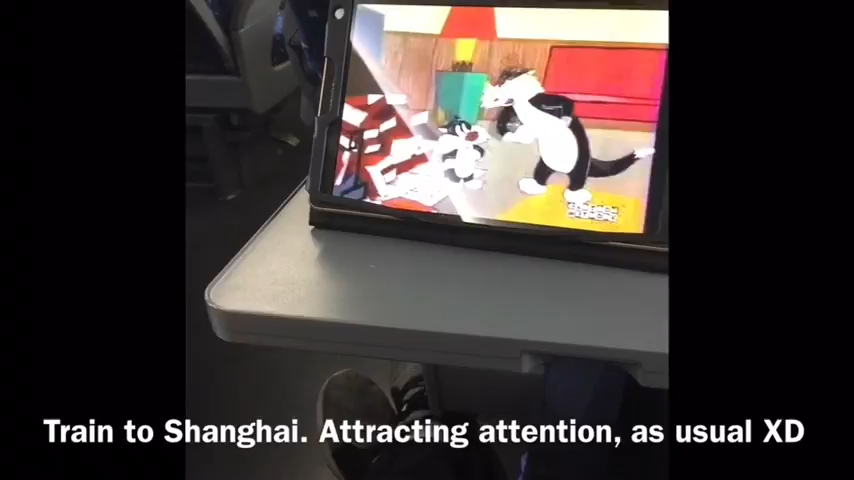 Train to Shanghai. Attracting attention, as usual XD